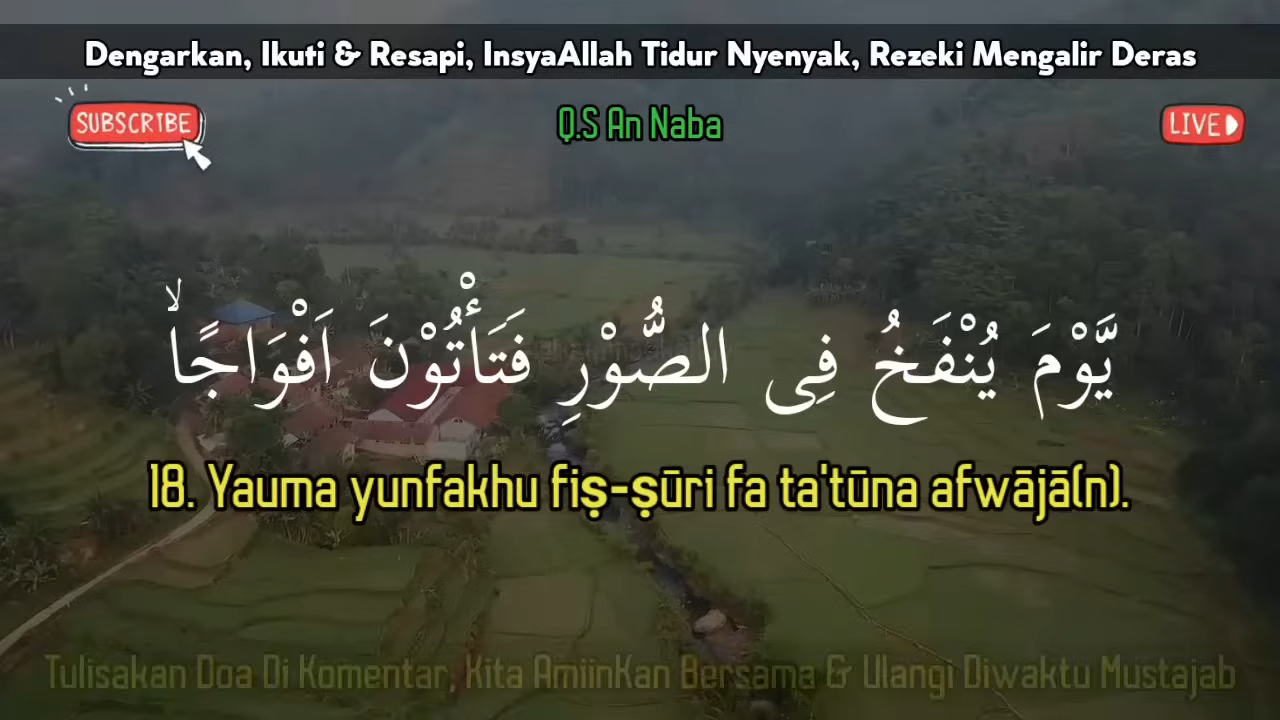 Dengarkan, Ikuti & Resapi, InsyaAllah Tidur Nyenyak, Rezeki Mengalir Deras
SUBSCRIBE
Q.S An Naba
LIVE
يَّوْمَ يُنْفَخُ فِى الصُّوْرِ فَتَأْتُوْنَ اَفْوَاجًاۙ
18. Yauma yunfakhu fiṣ-ṣūri fa ta'tūna afwājā(n).
Tulisakan Doa Di Komentar, Kita AmiinKan Bersama & Ulangi Diwaktu Mustajab